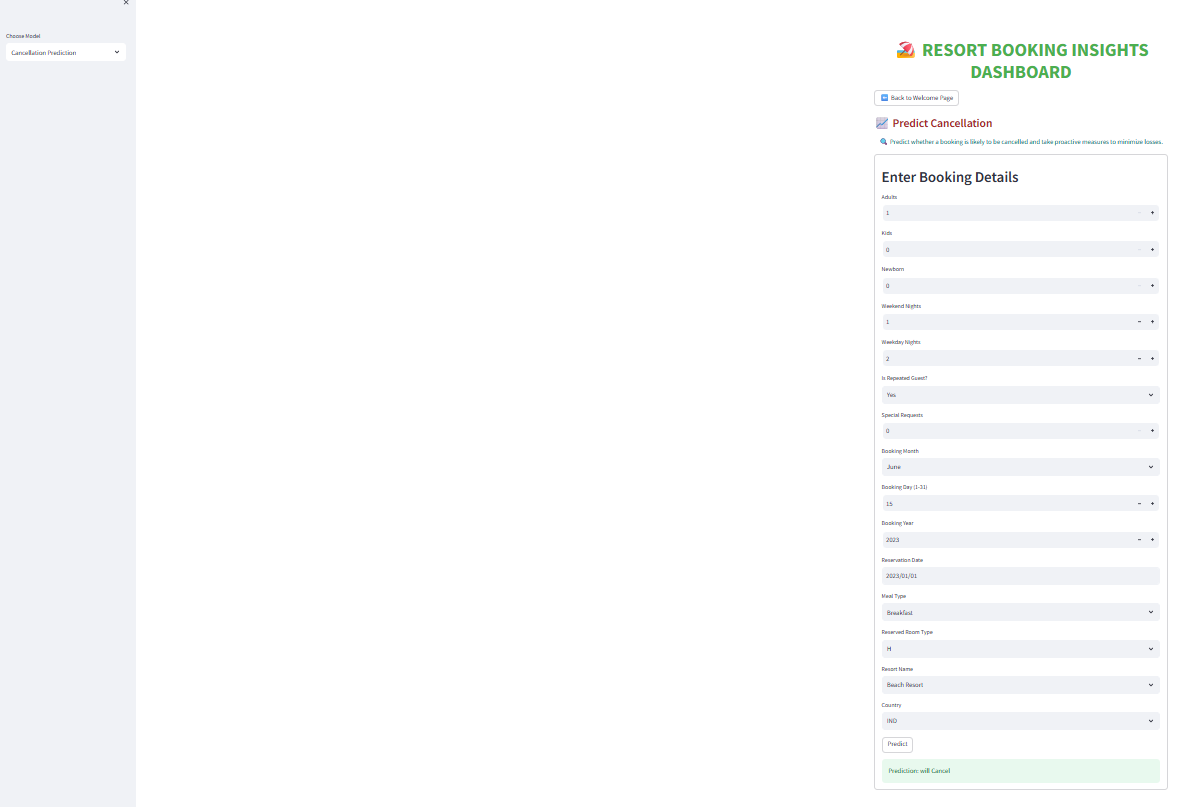 Choose Model
Cancellation Prediction
RESORT BOOKING INSIGHTS
DASHBOARD
Back to Welcome Page
Predict Cancellation
Predict whether a booking is likely to be cancelled and take proactive measures to minimize losses.
Enter Booking Details
Adults
1
Kids
0
Newborn
0
Weekend Nights
1
Weekday Nights
2
Is Repeated Guest?
Yes
Special Requests
0
Booking Month
June
Booking Day (1-31)
15
Booking Year
2023
Reservation Date
2023/01/01
Meal Type
Breakfast
Reserved Room Type
H
Resort Name
Beach Resort
Country
IND
Predict
Prediction: will Cancel